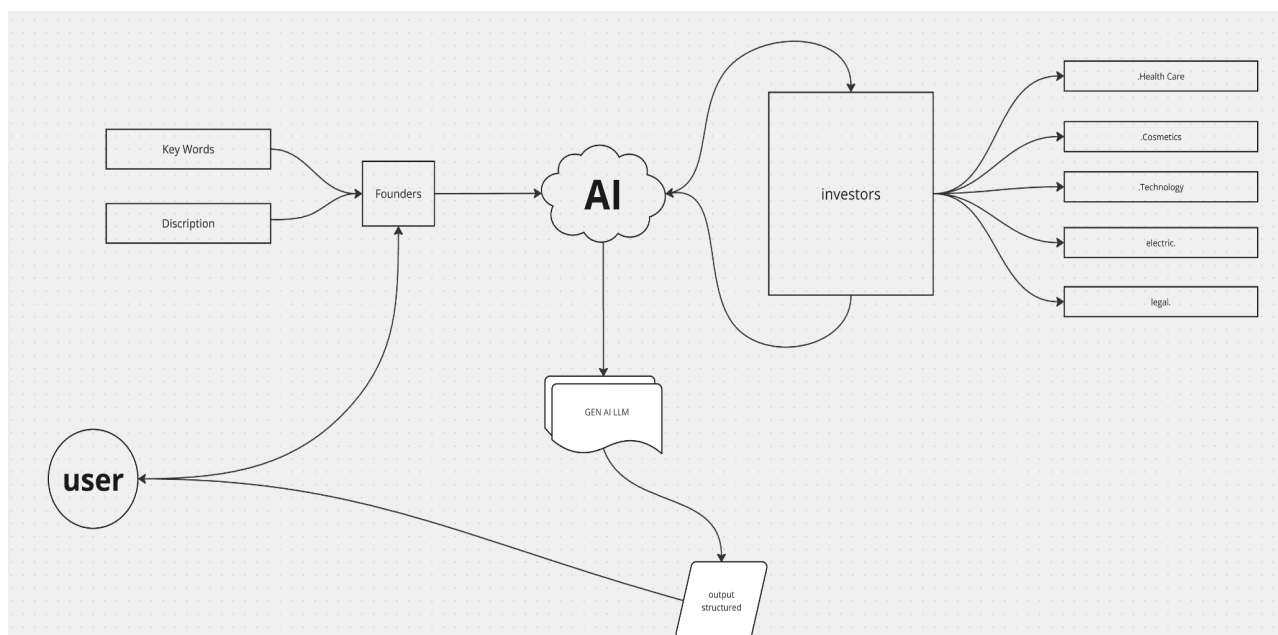 Key Words
Discription
Founders
AI
investors
.Health Care
.Cosmetics
.Technology
electric.
legal.
GEN AI LLM
user
output
structured